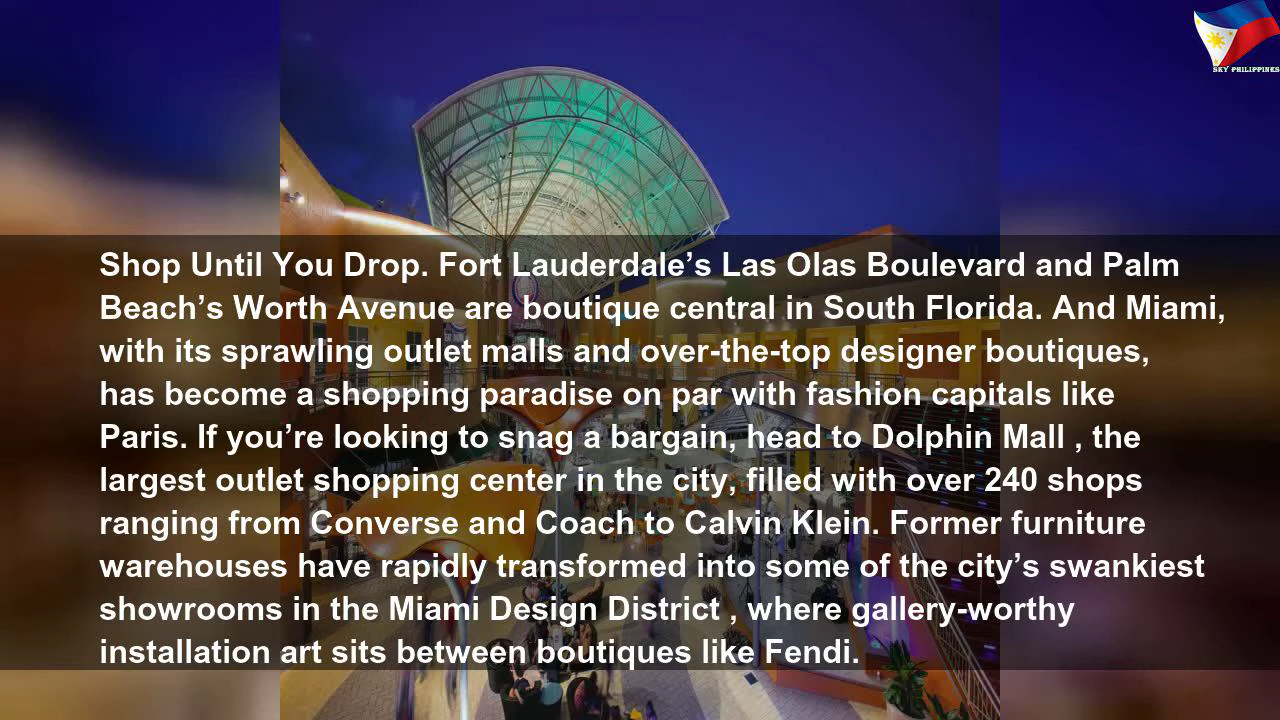 SKY PHILIPPINES
Shop Until You Drop. Fort Lauderdale’s Las Olas Boulevard and Palm
Beach’s Worth Avenue are boutique central in South Florida. And Miami,
with its sprawling outlet malls and over-the-top designer boutiques,
has become a shopping paradise on par with fashion capitals like
Paris. If you’re looking to snag a bargain, head to Dolphin Mall , the
largest outlet shopping center in the city, filled with over 240 shops
ranging from Converse and Coach to Calvin Klein. Former furniture
warehouses have rapidly transformed into some of the city’s swankiest
showrooms in the Miami Design District , where gallery-worthy
installation art sits between boutiques like Fendi.